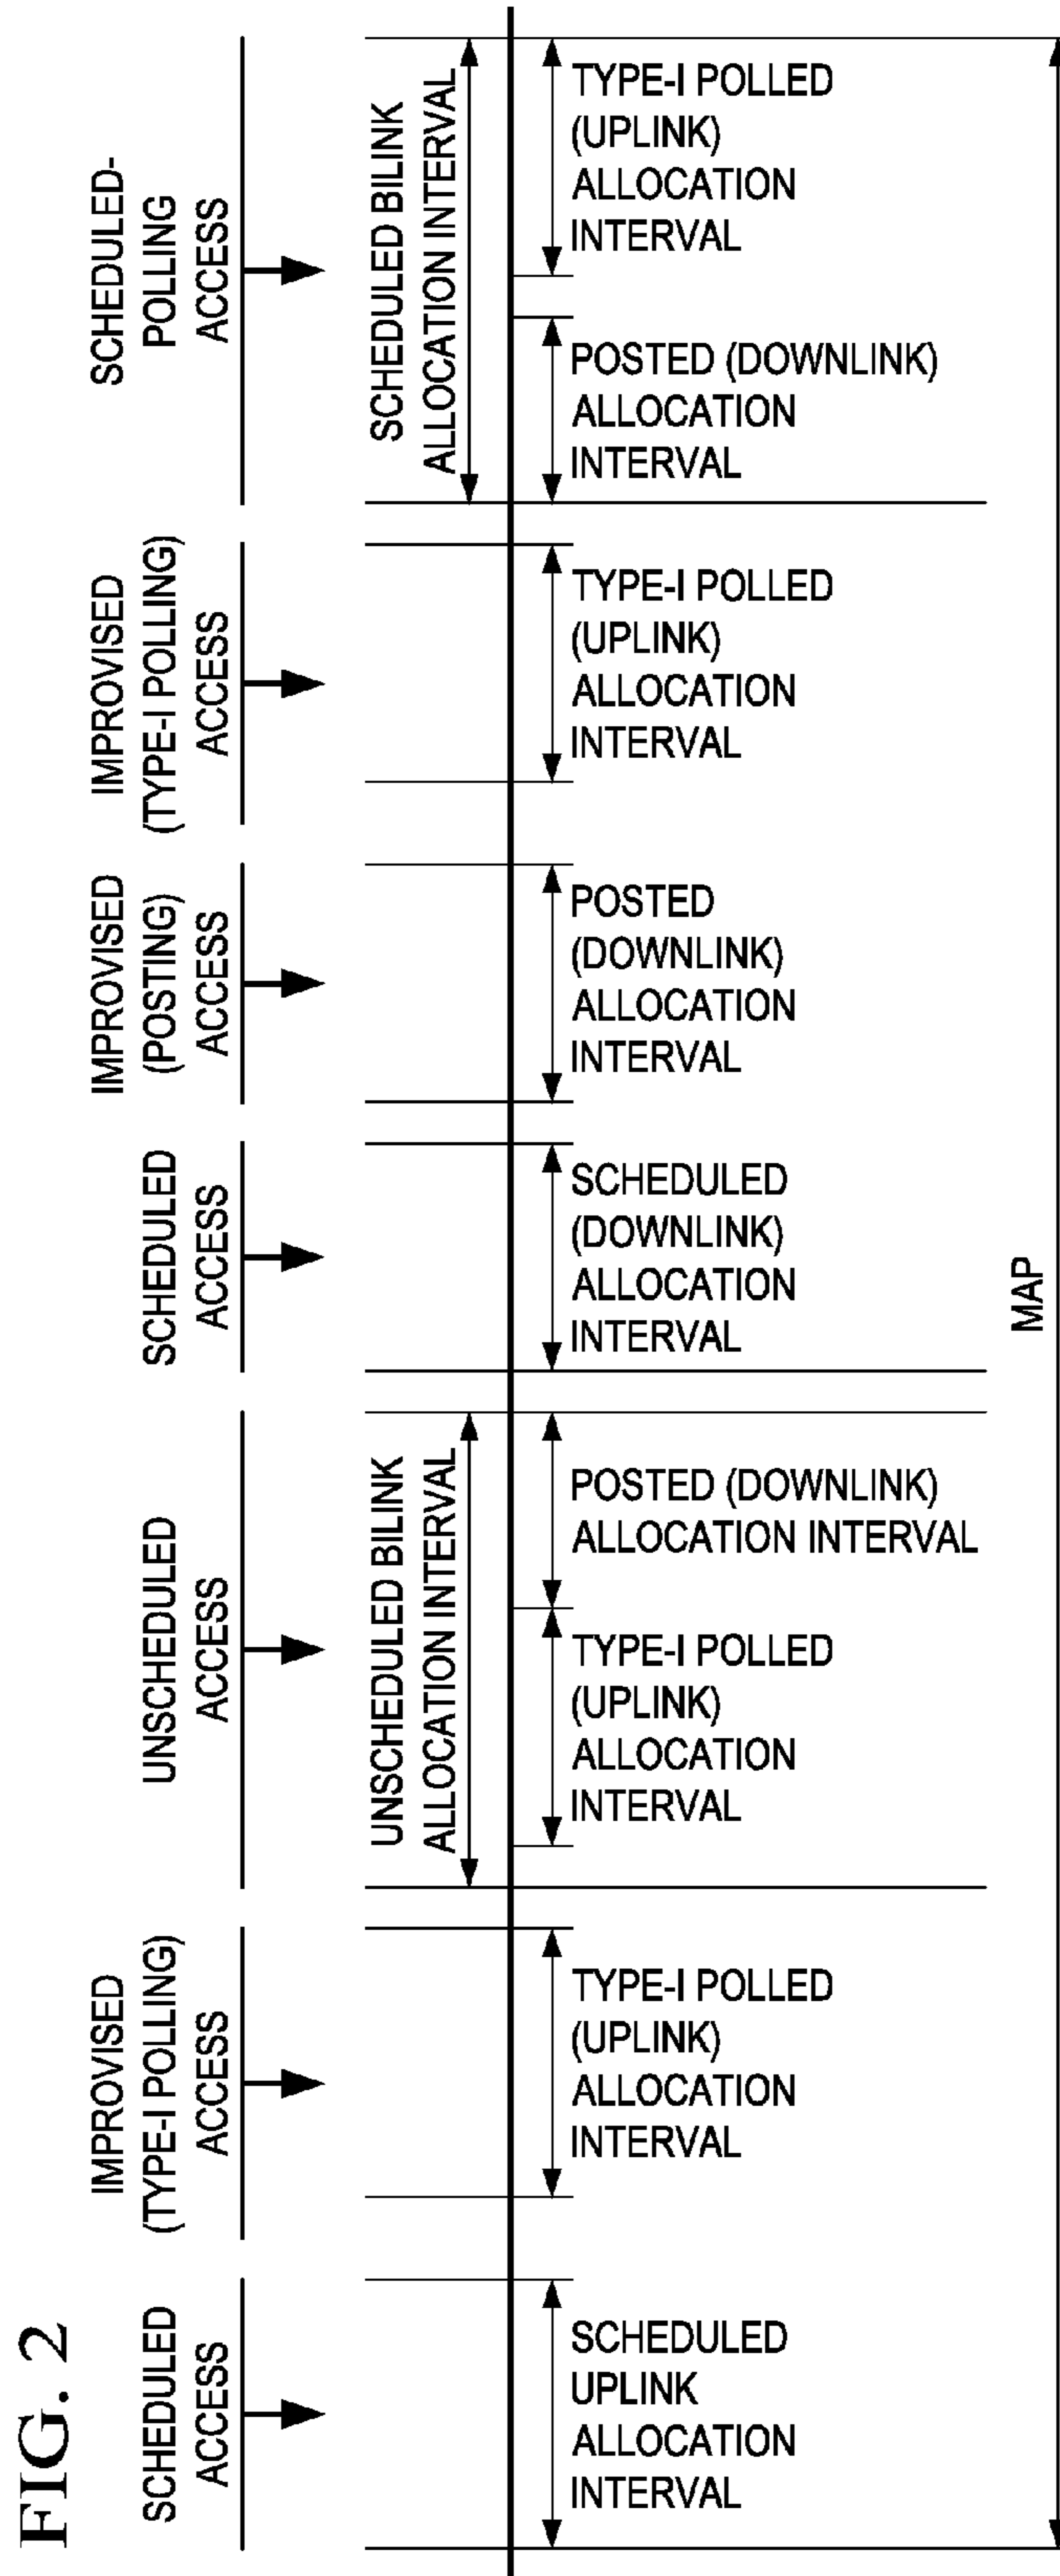 FIG. 2
SCHEDULED
ACCESS
IMPROVISED
(TYPE-I POLLING)
ACCESS
UNSCHEDULED
ACCESS
SCHEDULED
ACCESS
IMPROVISED
(POSTING)
ACCESS
IMPROVISED
(TYPE-I POLLING)
ACCESS
SCHEDULED-
POLLING
ACCESS
UNSCHEDULED BILINK
ALLOCATION INTERVAL
SCHEDULED BILINK
ALLOCATION INTERVAL
SCHEDULED
UPLINK
ALLOCATION
INTERVAL
TYPE-I POLLED
(UPLINK)
ALLOCATION
INTERVAL
TYPE-I POLLED
(UPLINK)
ALLOCATION
INTERVAL
POSTED (DOWNLINK)
ALLOCATION INTERVAL
SCHEDULED
(DOWNLINK)
ALLOCATION
INTERVAL
POSTED
(DOWNLINK)
ALLOCATION
INTERVAL
TYPE-I POLLED
(UPLINK)
ALLOCATION
INTERVAL
POSTED (DOWNLINK)
ALLOCATION
INTERVAL
TYPE-I POLLED
(UPLINK)
ALLOCATION
INTERVAL
MAP